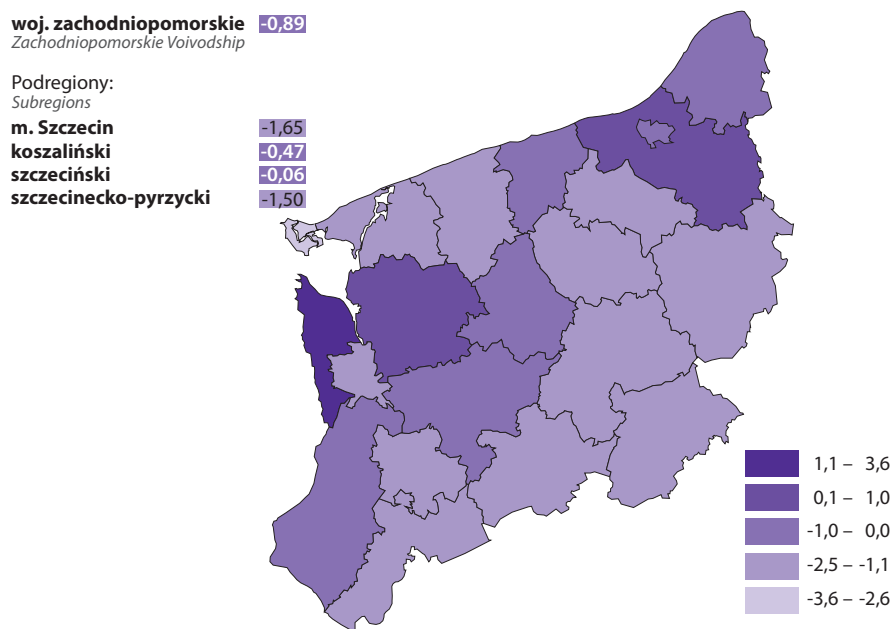 woj. zachodniopomorskie -0,89
Zachodniopomorskie Voivodship
Podregiony:
Subregions
m. Szczecin -1,65
koszaliński -0,47
szczeciński -0,06
szczecinecko-pyrzycki -1,50
1,1 – 3,6
0,1 – 1,0
-1,0 – 0,0
-2,5 – -1,1
-3,6 – -2,6